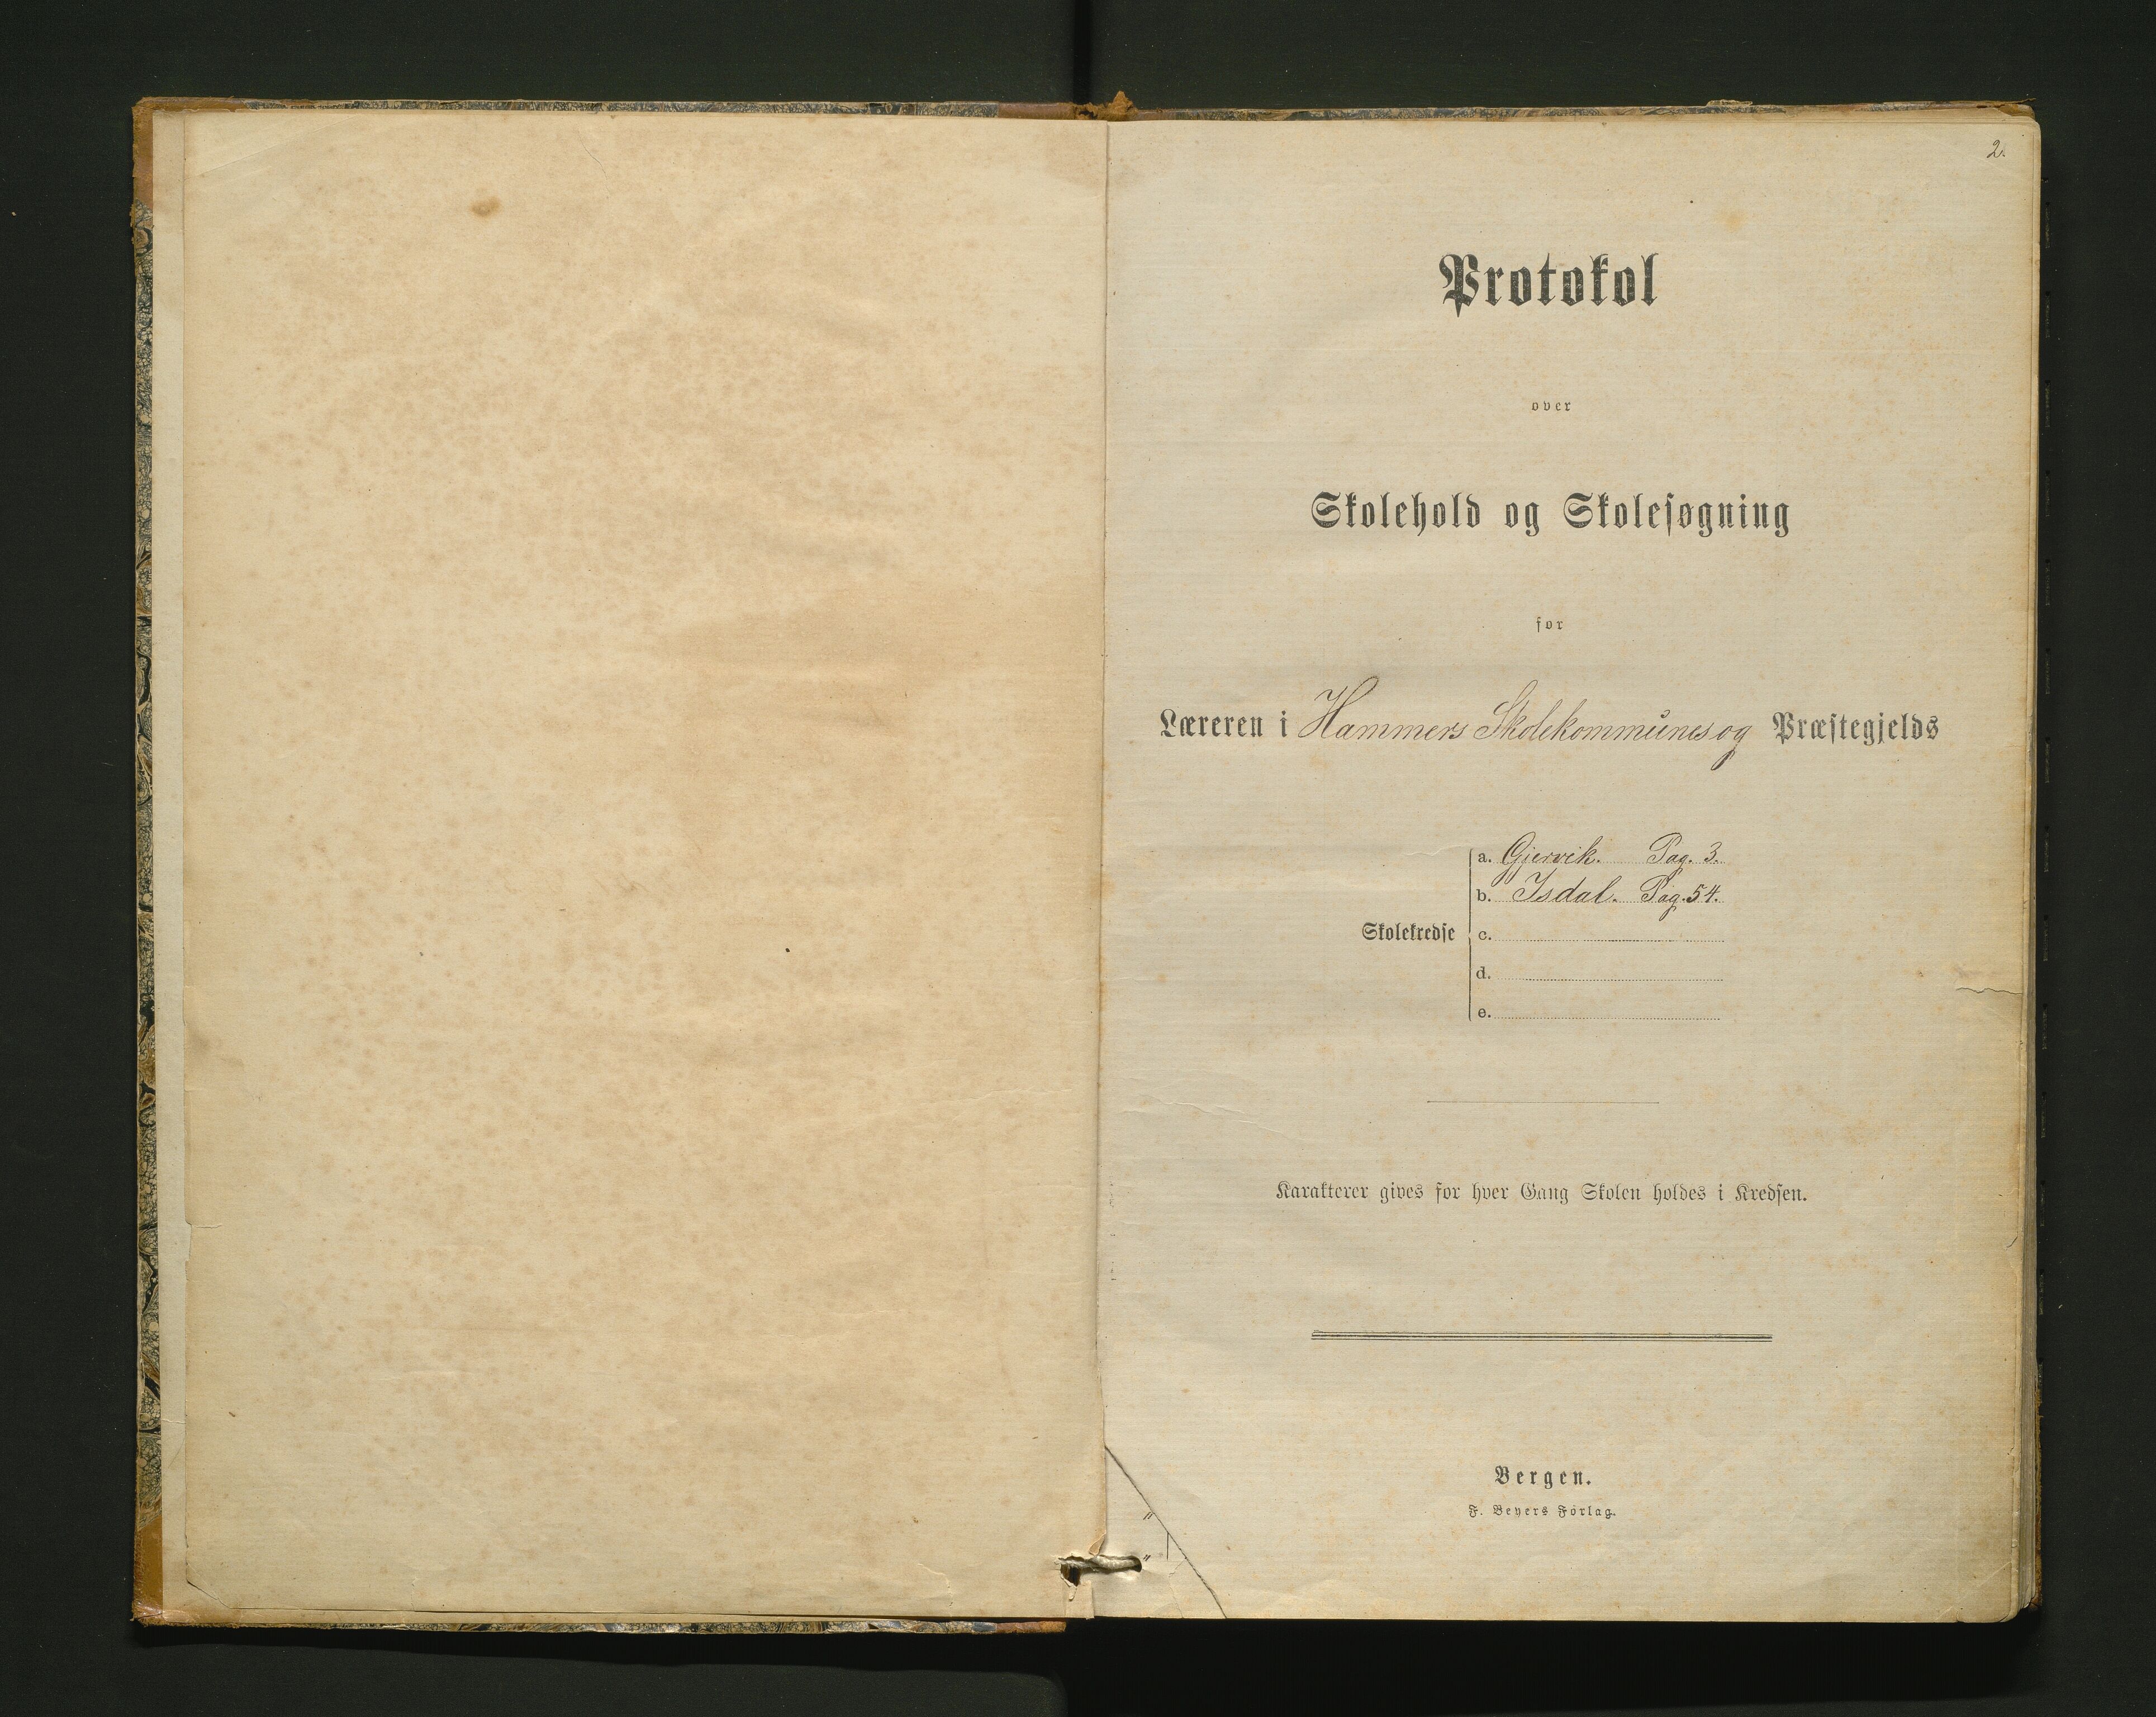 2.
Protokol
over
Skolehold og Skolesøgning
for
Læreren i Hammers Skolekommunes og Præstegjelds
Skolekredse
a. Gjervik. Pag. 3.
b. Isdal. Pag. 54.
c.
d.
e.
Karakterer gives for hver Gang Skolen holdes i Kredsen.
Bergen.
F. Beyers Forlag.